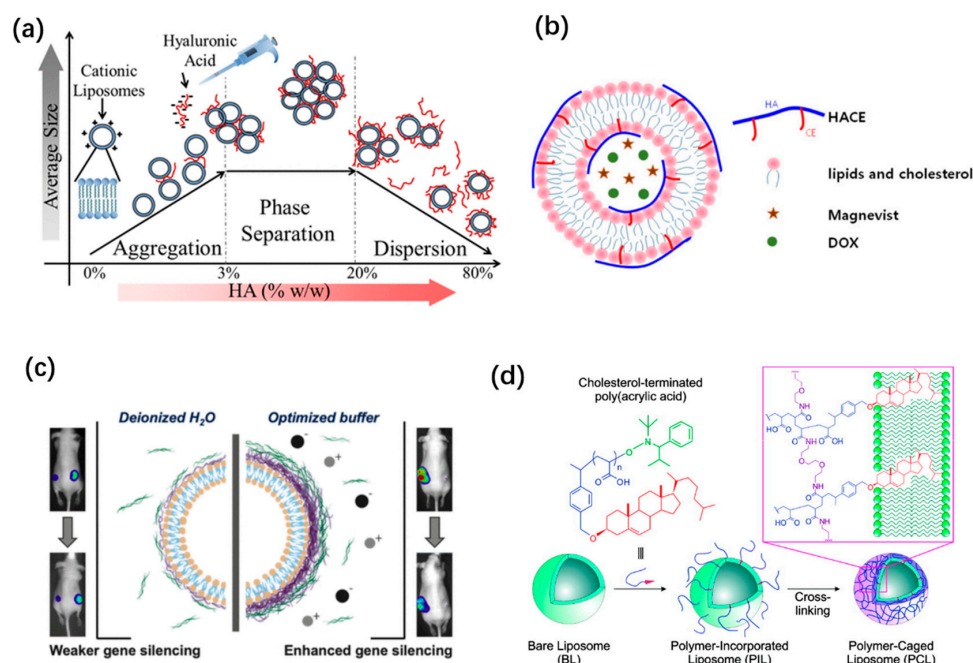 (a)
Average Size
Cationic
Liposomes
Hyaluronic
Acid
Aggregation
Phase
Separation
Dispersion
0%
3%
20%
80%
HA (% w/w)
(b)
HA
CE
HACE
lipids and cholesterol
Magnevist
DOX
(c)
Deionized H₂O
Optimized buffer
Weaker gene silencing
Enhanced gene silencing
(d)
Cholesterol-terminated
poly(acrylic acid)
O
N
n
O
OH
O
Bare Liposome
(BL)
Polymer-Incorporated
Liposome (PIL)
Cross-
linking
Polymer-Caged
Liposome (PCL)